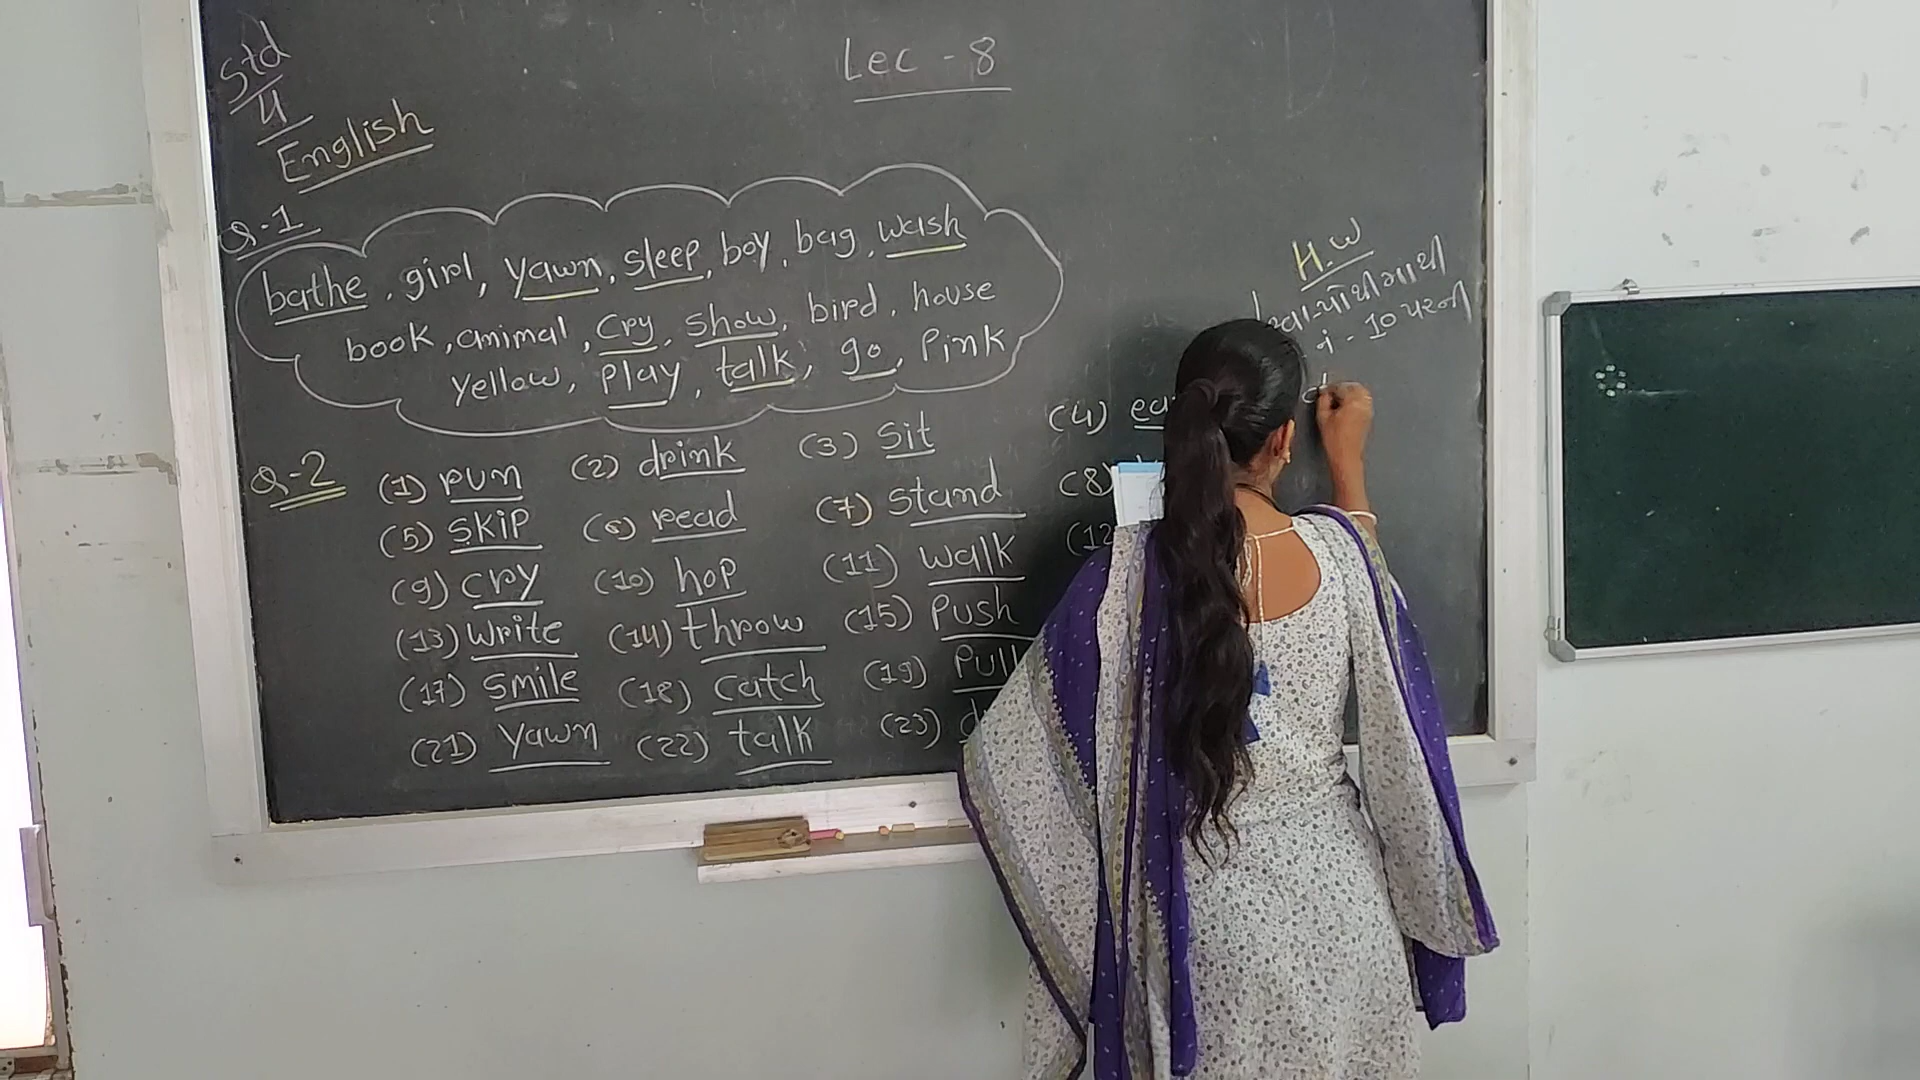 Std
4
English
Lec - 8
Q-1
bathe, girl, yawn, sleep, boy, bag, wash
book, animal, cry, show, bird, house
yellow, play, talk, go, Pink
Q-2
(1) run (2) drink (3) sit (4)
(5) skip (6) read (7) stand (8)
(9) cry (10) hop (11) walk (12
(13) write (14) throw (15) Push
(17) smile (18) catch (19) Pull
(21) yawn (22) talk (23)
H.W
નં - 10 પરની